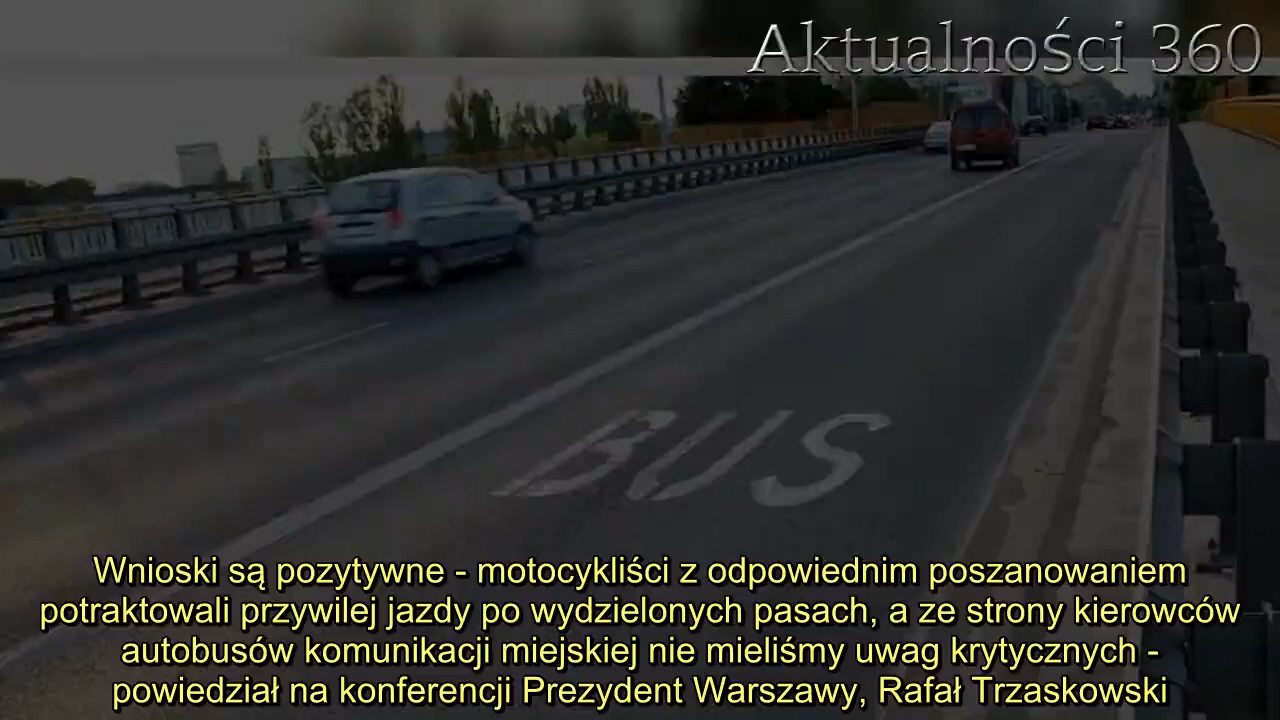 Aktualności 360
BUS
Wnioski są pozytywne - motocykliści z odpowiednim poszanowaniem
potraktowali przywilej jazdy po wydzielonych pasach, a ze strony kierowców
autobusów komunikacji miejskiej nie mieliśmy uwag krytycznych -
powiedział na konferencji Prezydent Warszawy, Rafał Trzaskowski